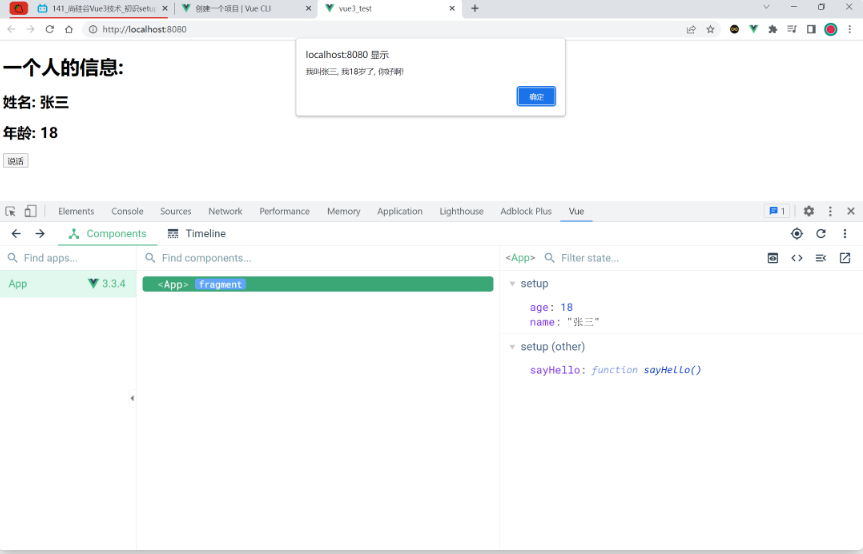 141_尚硅谷Vue3技术_初识setup
创建一个项目 | Vue CLI
vue3_test
http://localhost:8080
localhost:8080 显示
我叫张三, 我18岁了, 你好啊!
确定
一个人的信息:
姓名: 张三
年龄: 18
说话
Elements Console Sources Network Performance Memory Application Lighthouse Adblock Plus Vue 1
Components Timeline
Find apps... Find components... <App> Filter state...
App 3.3.4
<App> fragment
setup
age: 18
name: "张三"
setup (other)
sayHello: function sayHello()